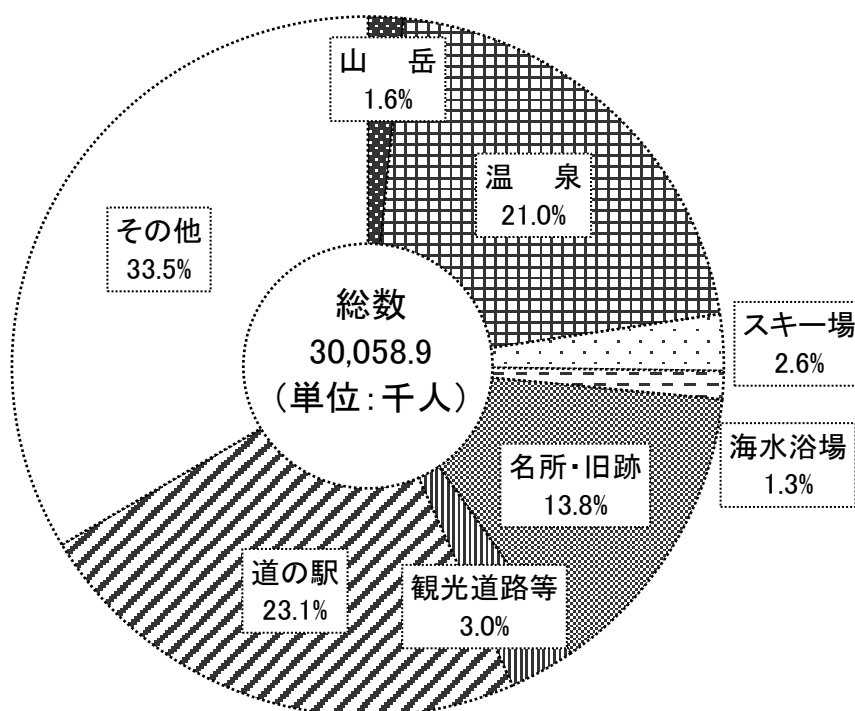 山　岳
1.6%
温　泉
21.0%
スキー場
2.6%
海水浴場
1.3%
名所・旧跡
13.8%
観光道路等
3.0%
道の駅
23.1%
その他
33.5%
総数
30,058.9
（単位：千人）